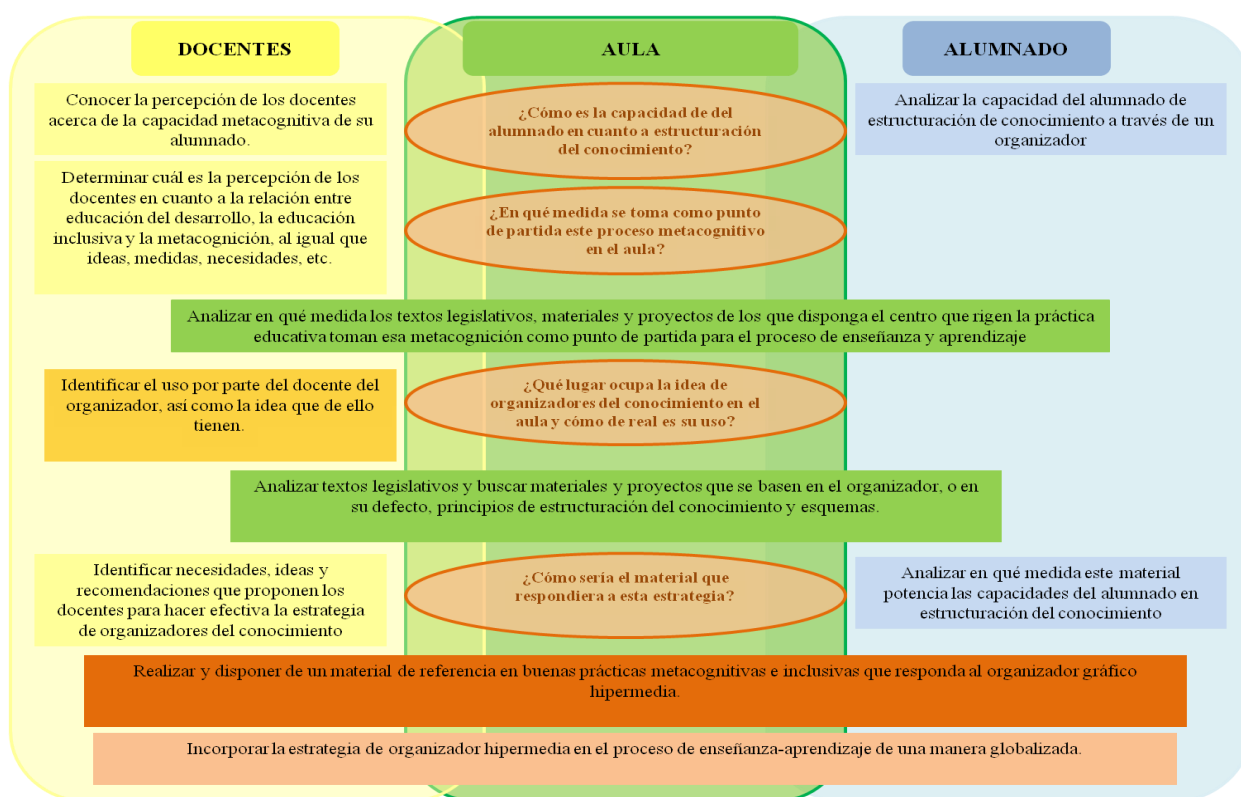 DOCENTES
AULA
ALUMNADO
Conocer la percepción de los docentes
acerca de la capacidad metacognitiva de su
alumnado.
¿Cómo es la capacidad de del
alumnado en cuanto a estructuración
del conocimiento?
Analizar la capacidad del alumnado de
estructuración de conocimiento a través de un
organizador
Determinar cuál es la percepción de los
docentes en cuanto a la relación entre
educación del desarrollo, la educación
inclusiva y la metacognición, al igual que
ideas, medidas, necesidades, etc.
¿En qué medida se toma como punto
de partida este proceso metacognitivo
en el aula?
Analizar en qué medida los textos legislativos, materiales y proyectos de los que disponga el centro que rigen la práctica
educativa toman esa metacognición como punto de partida para el proceso de enseñanza y aprendizaje
Identificar el uso por parte del docente del
organizador, así como la idea que de ello
tienen.
¿Qué lugar ocupa la idea de
organizadores del conocimiento en el
aula y cómo de real es su uso?
Analizar textos legislativos y buscar materiales y proyectos que se basen en el organizador, o en
su defecto, principios de estructuración del conocimiento y esquemas.
Identificar necesidades, ideas y
recomendaciones que proponen los
docentes para hacer efectiva la estrategia
de organizadores del conocimiento
¿Cómo sería el material que
respondiera a esta estrategia?
Analizar en qué medida este material
potencia las capacidades del alumnado en
estructuración del conocimiento
Realizar y disponer de un material de referencia en buenas prácticas metacognitivas e inclusivas que responda al organizador gráfico
hipermedia.
Incorporar la estrategia de organizador hipermedia en el proceso de enseñanza-aprendizaje de una manera globalizada.